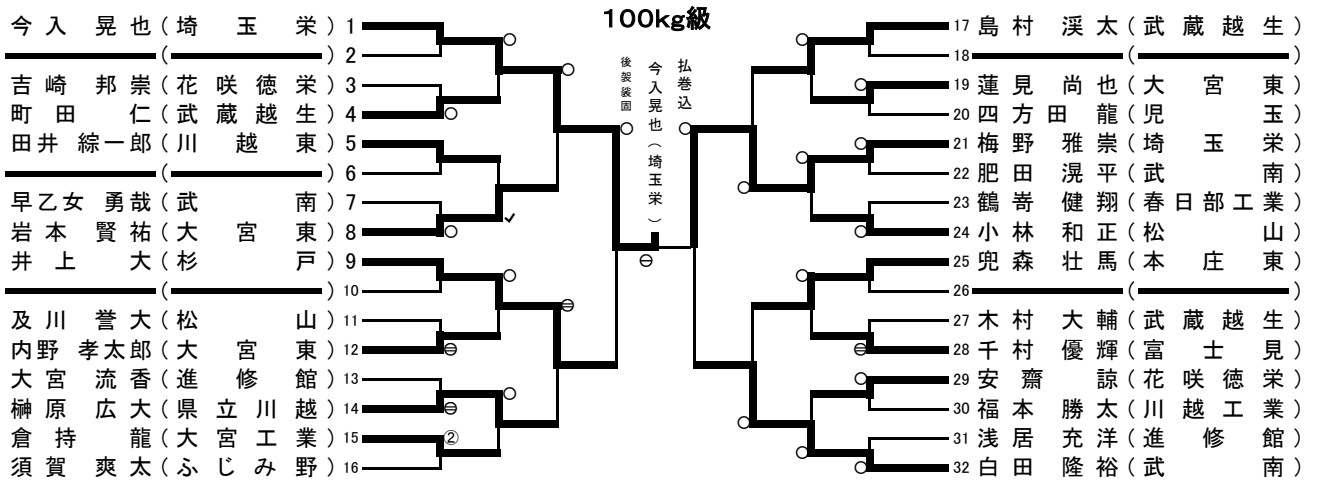 100kg級
今入 晃也(埼玉栄) 1
( ) 2
吉崎 邦崇(花咲徳栄) 3
町田 仁(武蔵越生) 4
田井 綜一郎(川越東) 5
( ) 6
早乙女 勇哉(武南) 7
岩本 賢祐(大宮東) 8
井上 大(杉戸) 9
( ) 10
及川 誉大(松山) 11
内野 孝太郎(大宮東) 12
大宮 流香(進修館) 13
榊原 広大(県立川越) 14
倉持 龍(大宮工業) 15
②
須賀 爽太(ふじみ野) 16
後袈裟固
今入晃也(埼玉栄)
払巻込
17 島村 渓太(武蔵越生)
18 ( )
19 蓮見 尚也(大宮東)
20 四方田 龍(児玉)
21 梅野 雅崇(埼玉栄)
22 肥田 滉平(武南)
23 鶴嵜 健翔(春日部工業)
24 小林 和正(松山)
25 兜森 壮馬(本庄東)
26 ( )
27 木村 大輔(武蔵越生)
28 千村 優輝(富士見)
29 安齋 諒(花咲徳栄)
30 福本 勝太(川越工業)
31 浅居 充洋(進修館)
32 白田 隆裕(武南)